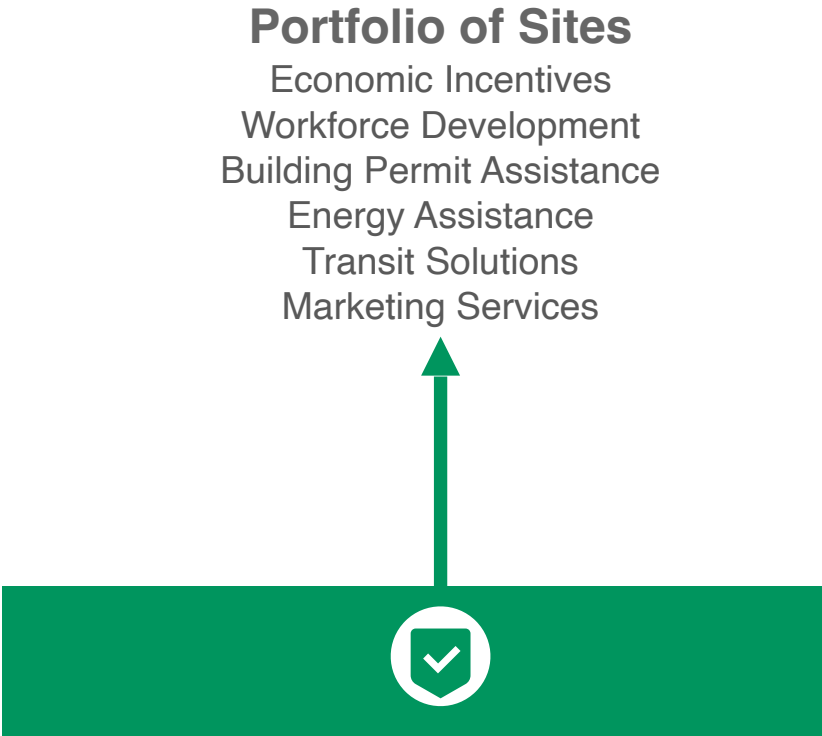 Portfolio of Sites
Economic Incentives
Workforce Development
Building Permit Assistance
Energy Assistance
Transit Solutions
Marketing Services